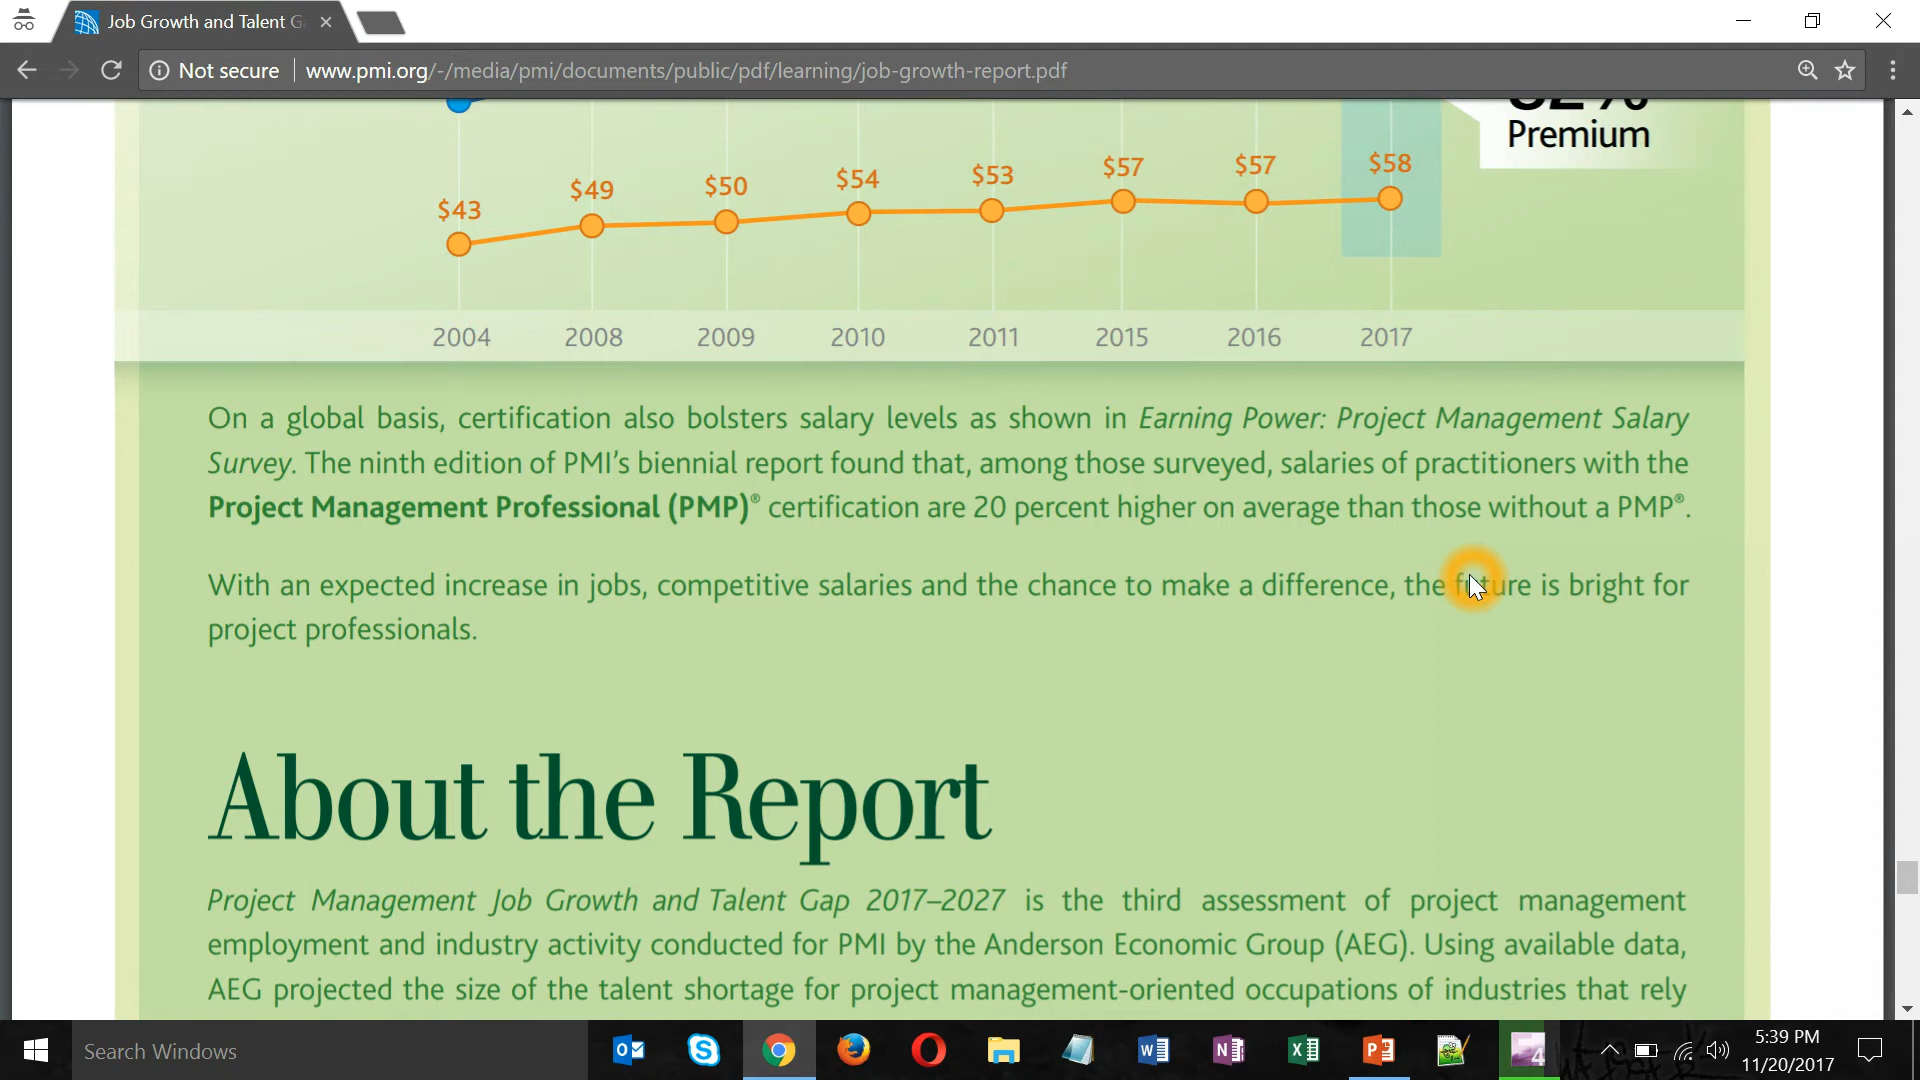 Job Growth and Talent G
Not secure www.pmi.org/-/media/pmi/documents/public/pdf/learning/job-growth-report.pdf
Premium
$43 $49 $50 $54 $53 $57 $57 $58
2004 2008 2009 2010 2011 2015 2016 2017
On a global basis, certification also bolsters salary levels as shown in Earning Power: Project Management Salary
Survey. The ninth edition of PMI's biennial report found that, among those surveyed, salaries of practitioners with the
Project Management Professional (PMP)® certification are 20 percent higher on average than those without a PMP®.
With an expected increase in jobs, competitive salaries and the chance to make a difference, the future is bright for
project professionals.
About the Report
Project Management Job Growth and Talent Gap 2017–2027 is the third assessment of project management
employment and industry activity conducted for PMI by the Anderson Economic Group (AEG). Using available data,
AEG projected the size of the talent shortage for project management-oriented occupations of industries that rely
Search Windows
5:39 PM
11/20/2017